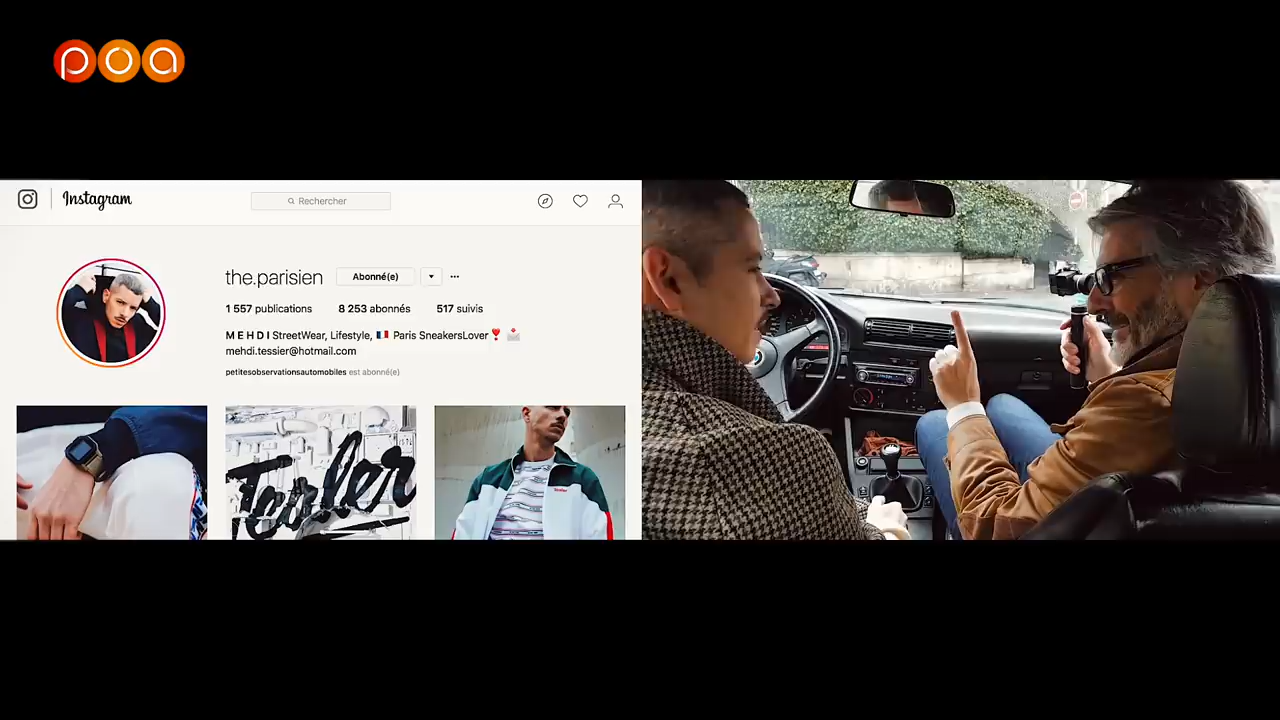 poa
Instagram
Rechercher
the.parisien Abonné(e)
1 557 publications 8 253 abonnés 517 suivis
M E H D I StreetWear, Lifestyle, 🇫🇷 Paris SneakersLover❣️ 📩
mehdi.tessier@hotmail.com
petitesobservationsautomobiles est abonné(e)
Tessler